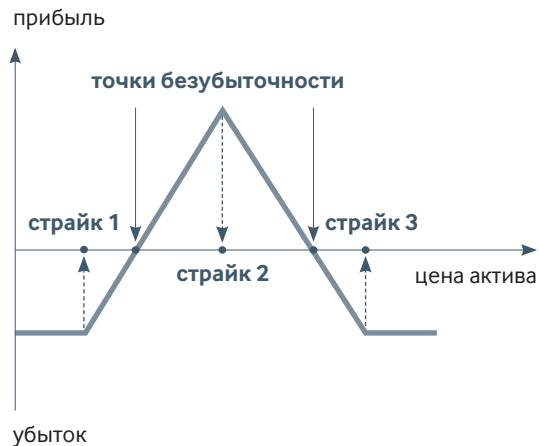 прибыль
точки безубыточности
страйк 1
страйк 3
страйк 2
цена актива
убыток